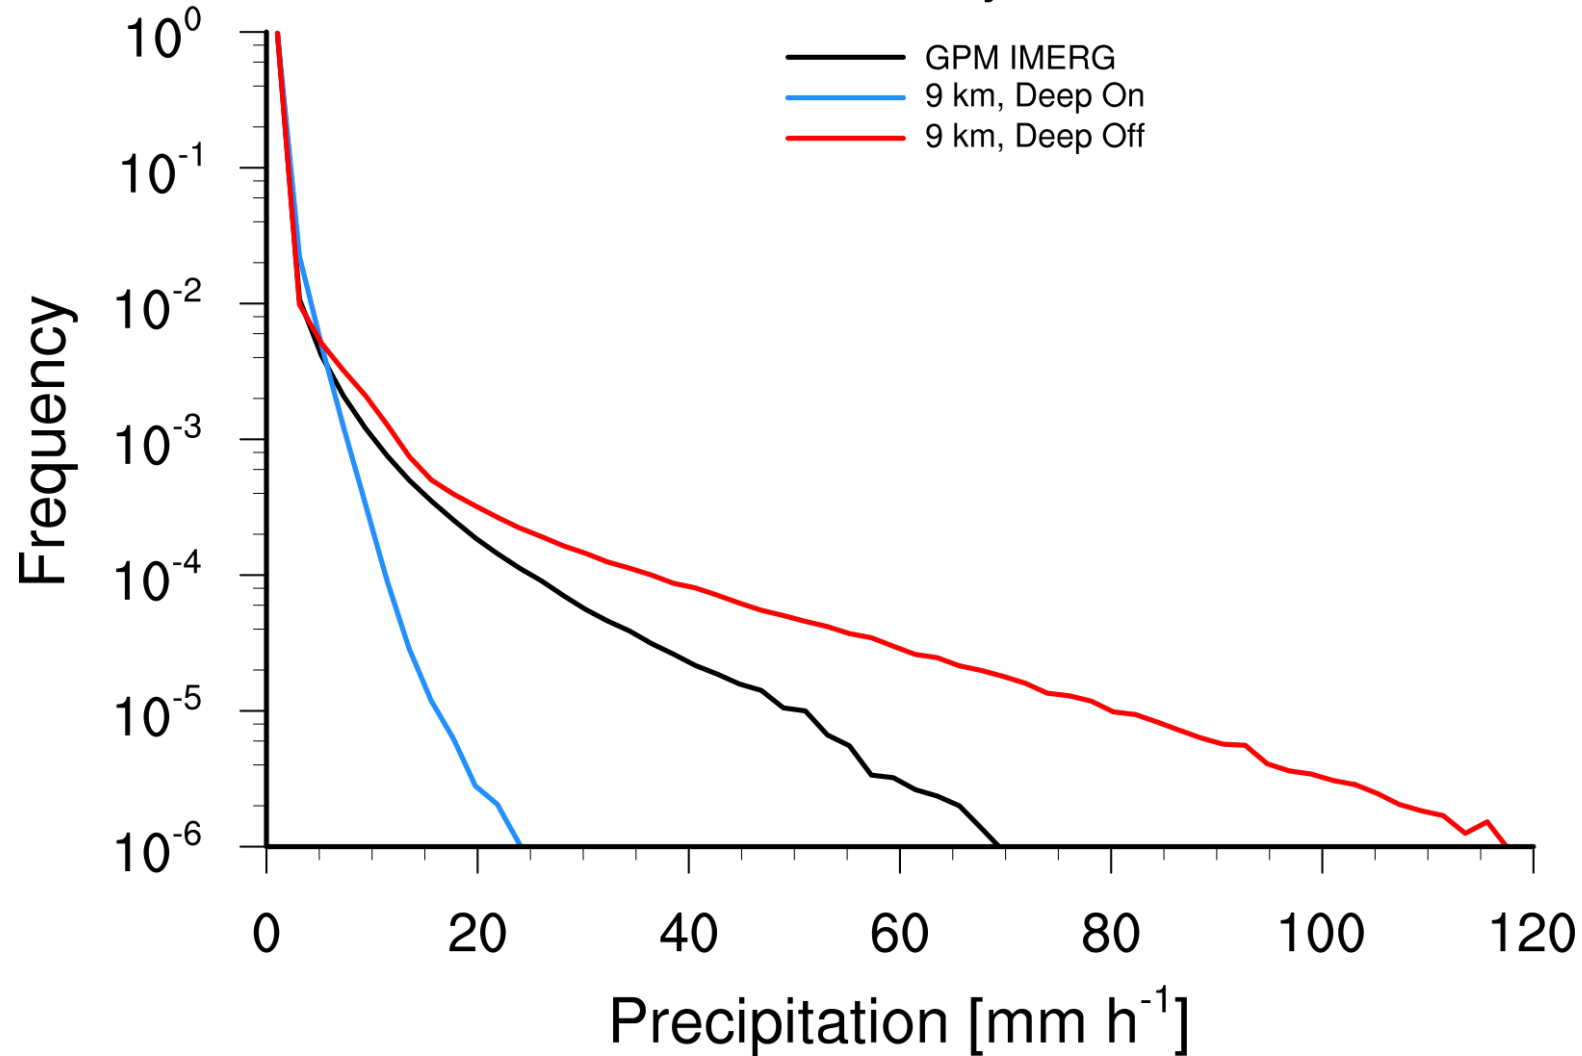 GPM IMERG
9 km, Deep On
9 km, Deep Off
10^0
10^-1
10^-2
10^-3
10^-4
10^-5
10^-6
Frequency
0 20 40 60 80 100 120
Precipitation [mm h^-1]